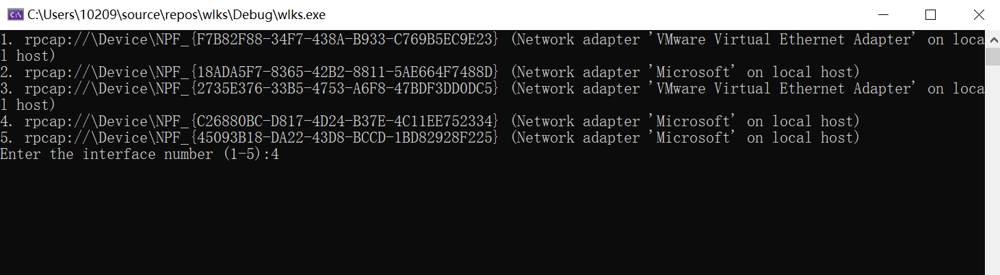 C:\Users\10209\source\repos\wlks\Debug\wlks.exe
1. rpcap://\Device\NPF_{F7B82F88-34F7-438A-B933-C769B5EC9E23} (Network adapter 'VMware Virtual Ethernet Adapter' on loca
l host)
2. rpcap://\Device\NPF_{18ADA5F7-8365-42B2-8811-5AE664F7488D} (Network adapter 'Microsoft' on local host)
3. rpcap://\Device\NPF_{2735E376-33B5-4753-A6F8-47BDF3DD0DC5} (Network adapter 'VMware Virtual Ethernet Adapter' on loca
l host)
4. rpcap://\Device\NPF_{C26880BC-D817-4D24-B37E-4C11EE752334} (Network adapter 'Microsoft' on local host)
5. rpcap://\Device\NPF_{45093B18-DA22-43D8-BCCD-1BD82928F225} (Network adapter 'Microsoft' on local host)
Enter the interface number (1-5):4